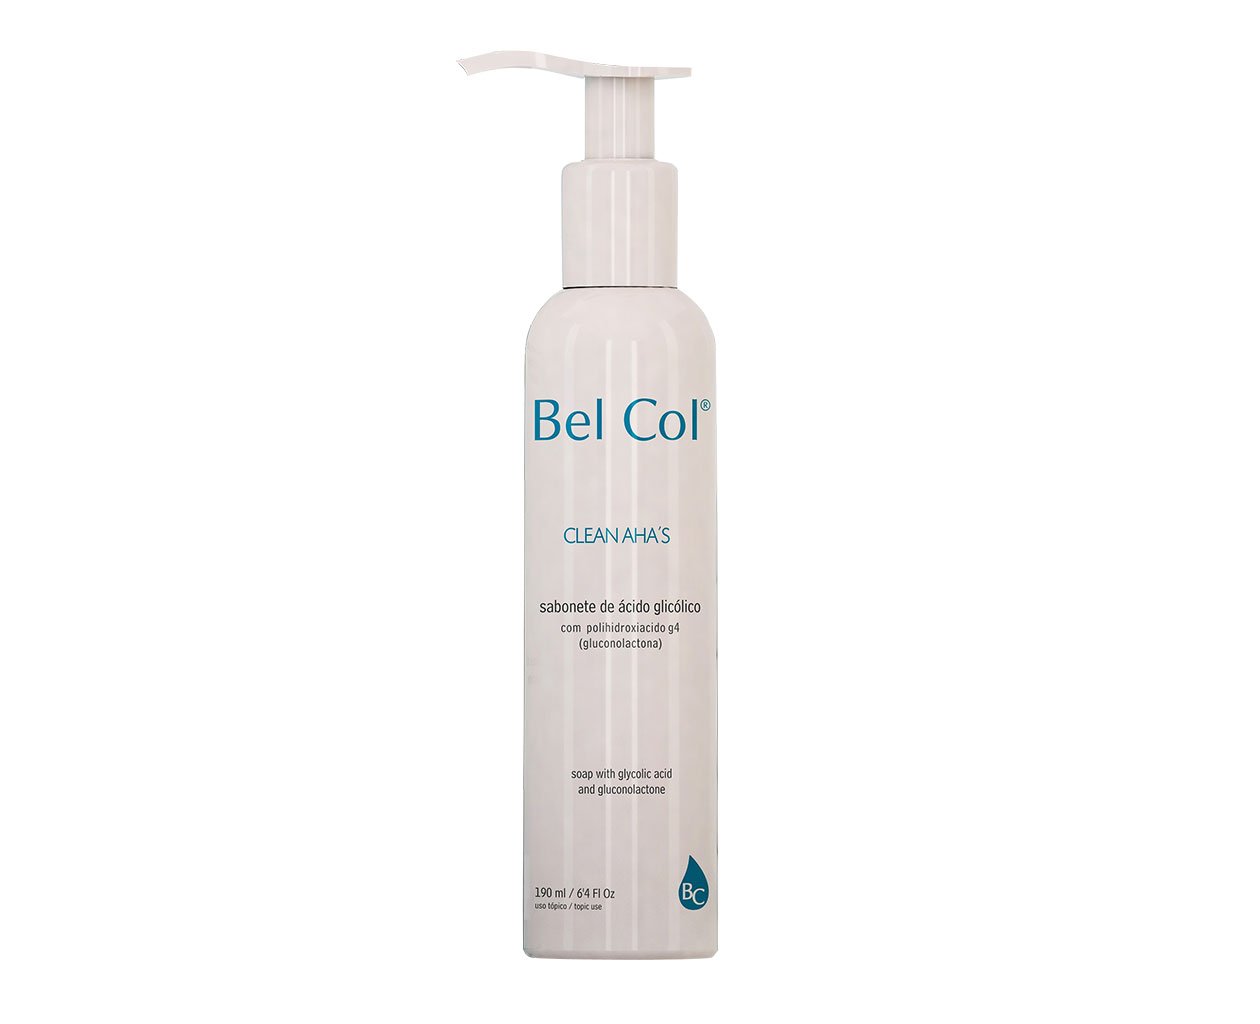 Bel Col®
CLEAN AHA'S
sabonete de ácido glicólico
com polihidroxiacido g4
(gluconolactona)
soap with glycolic acid
and gluconolactone
190 ml / 6'4 Fl Oz
uso tópico / topic use
BC